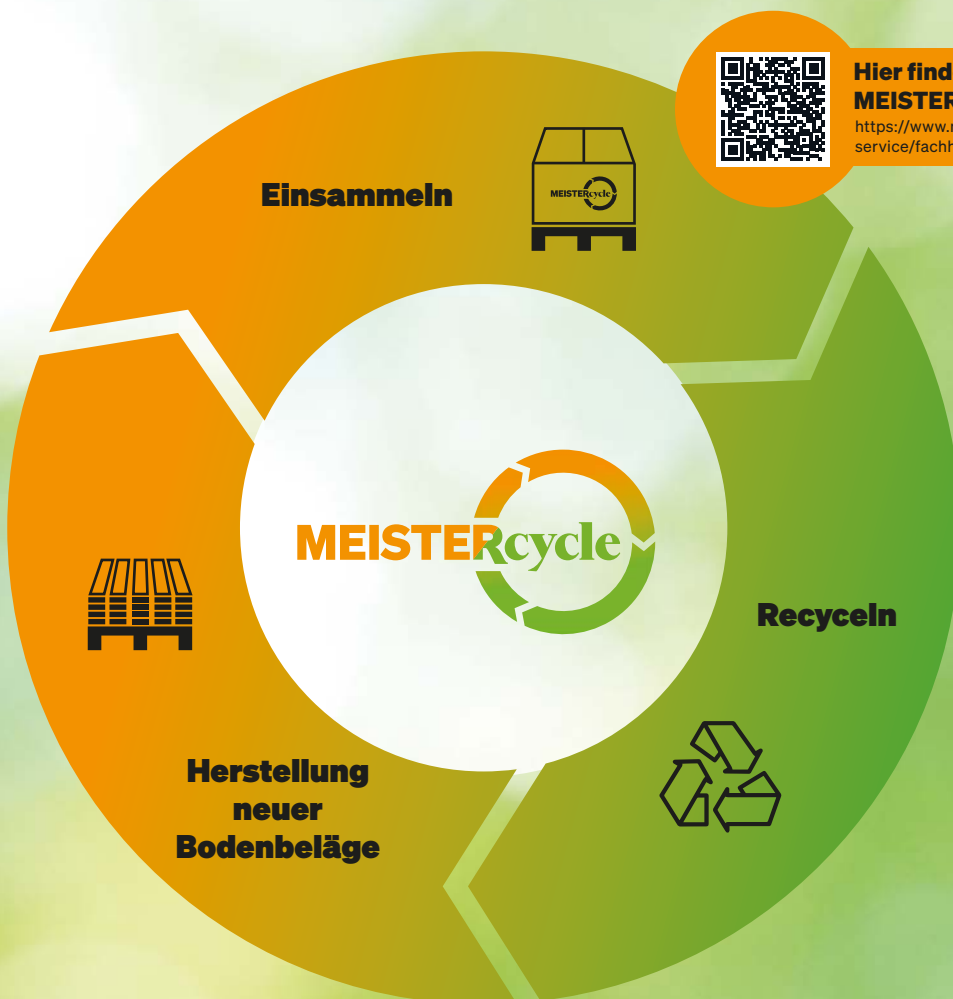 Hier find
MEISTER
https://www.
service/fachh
Einsammeln
MEISTERcycle
MEISTERcycle
Recyceln
Herstellung
neuer
Bodenbeläge